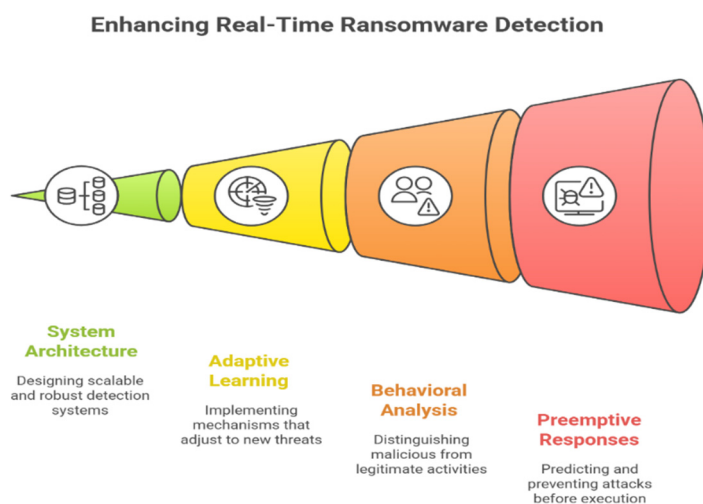 Enhancing Real-Time Ransomware Detection
System
Architecture
Designing scalable
and robust detection
systems
Adaptive
Learning
Implementing
mechanisms that
adjust to new threats
Behavioral
Analysis
Distinguishing
malicious from
legitimate activities
Preemptive
Responses
Predicting and
preventing attacks
before execution